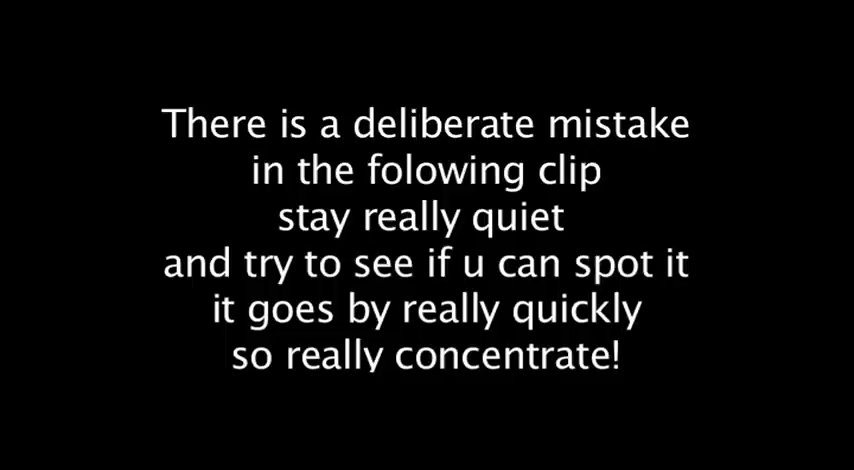 There is a deliberate mistake
in the folowing clip
stay really quiet
and try to see if u can spot it
it goes by really quickly
so really concentrate!